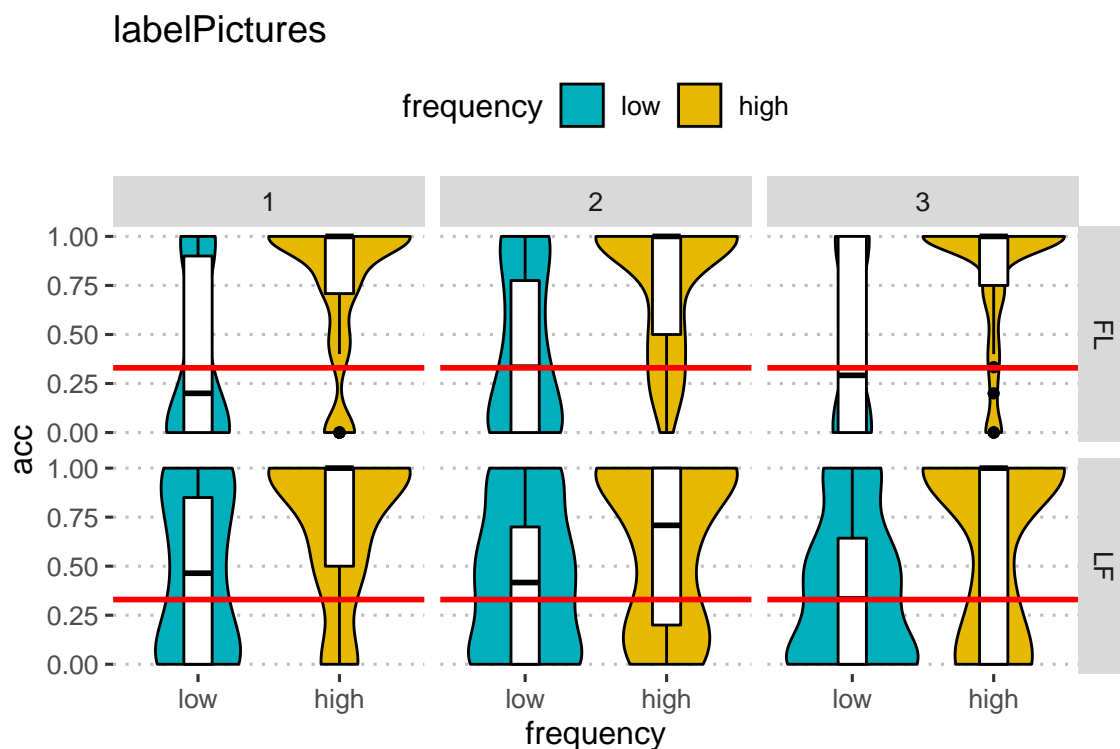 labelPictures
frequency low high
1 2 3
1.00
0.75
0.50
0.25
0.00
FL
acc
1.00
0.75
0.50
0.25
0.00
LF
low high low high low high
frequency